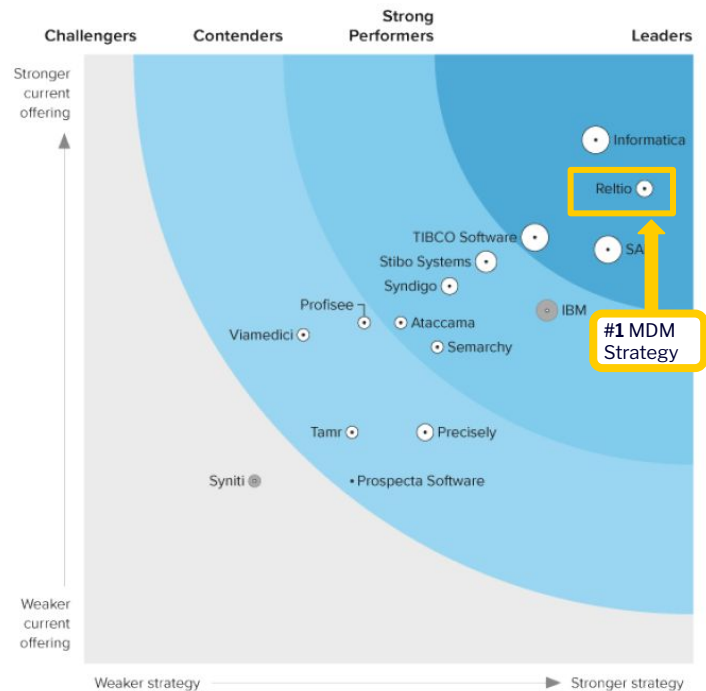 Challengers
Contenders
Strong
Performers
Leaders
Stronger
current
offering
Informatica
Reltio
TIBCO Software
SA
Stibo Systems
Syndigo
Profisee
IBM
Ataccama
#1 MDM
Strategy
Viamedici
Semarchy
Tamr
Precisely
Syniti
Prospecta Software
Weaker
current
offering
Weaker strategy
Stronger strategy